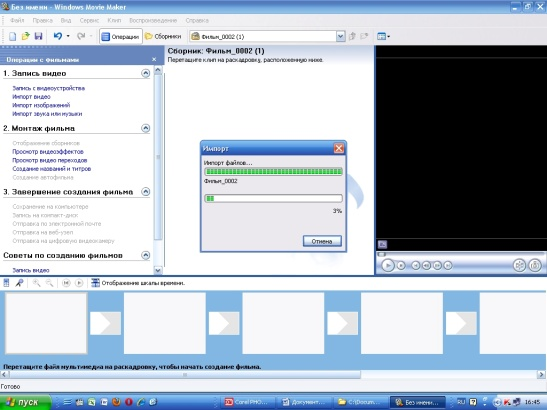 Без имени - Windows Movie Maker
Файл Правка Вид Сервис Клип Воспроизведение Справка
Операции Сборники Фильм_0002 (1)
Операции с фильмами
1. Запись видео
Запись с видеоустройства
Импорт видео
Импорт изображений
Импорт звука или музыки
2. Монтаж фильма
Отображение сборников
Просмотр видеоэффектов
Просмотр видео переходов
Создание названий и титров
Создание автофильма
3. Завершение создания фильма
Сохранение на компьютере
Запись на компакт-диск
Отправка по электронной почте
Отправка на веб-узел
Отправка на цифровую видеокамеру
Советы по созданию фильмов
Запись видео
Сборник: Фильм_0002 (1)
Перетащите клип на раскадровку, расположенную ниже.
Импорт
Импорт файлов...
Фильм_0002
3%
Отмена
Отображение шкалы времени.
Перетащите файл мультимедиа на раскадровку, чтобы начать создание фильма.
Готово
пуск
Corel PHO...
Документ...
C:\Docum...
Без имени...
RU
16:45